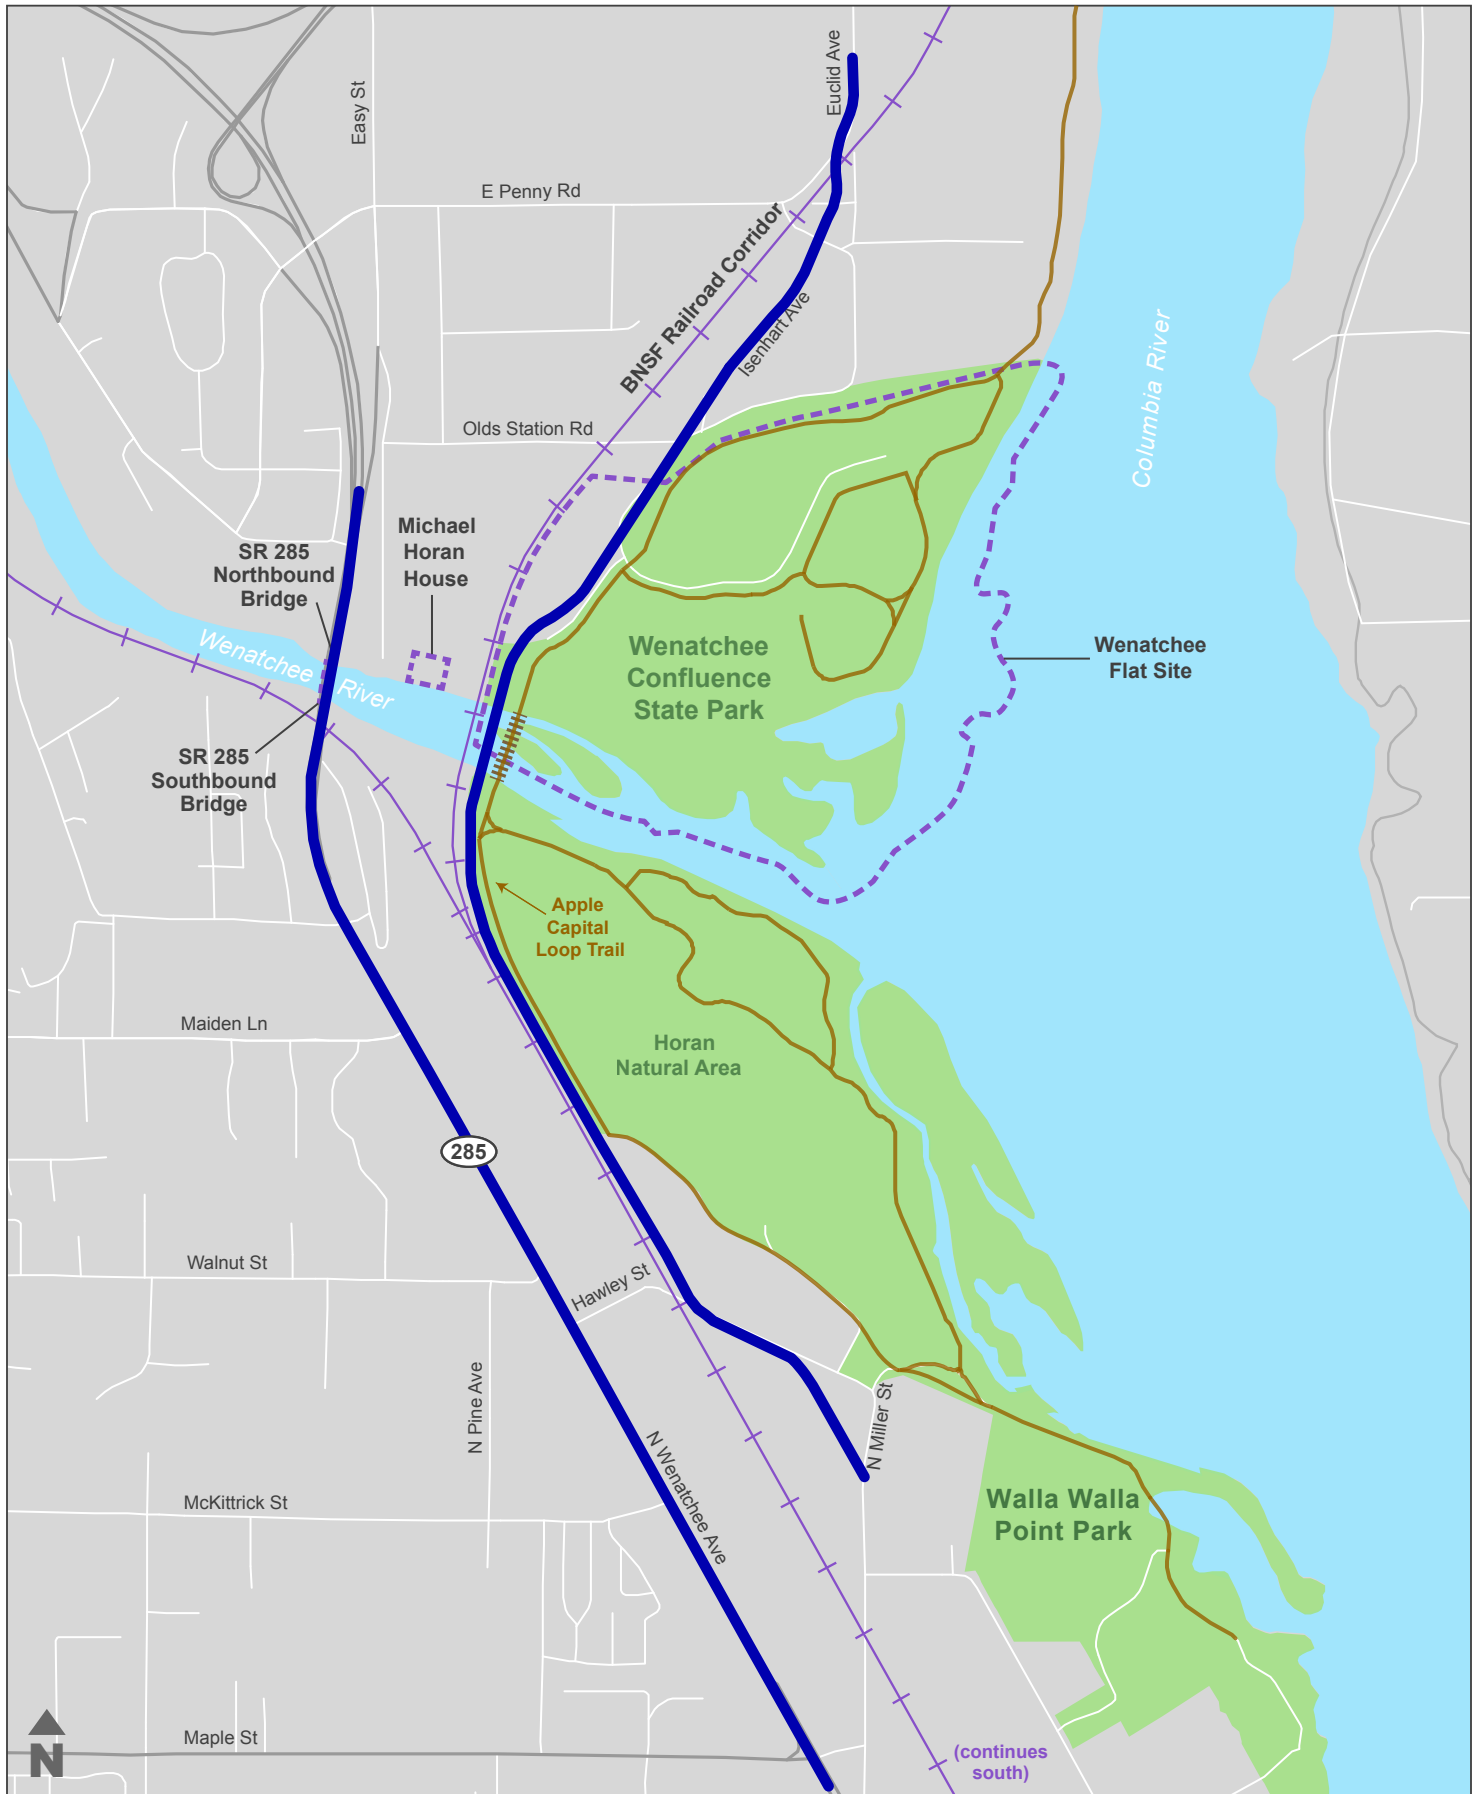 Euclid Ave
Easy St
E Penny Rd
BNSF Railroad Corridor
Isenhart Ave
Columbia River
Olds Station Rd
Michael
Horan
House
SR 285
Northbound
Bridge
Wenatchee
River
Wenatchee
Confluence
State Park
Wenatchee
Flat Site
SR 285
Southbound
Bridge
Apple
Capital
Loop Trail
Maiden Ln
Horan
Natural Area
285
Walnut St
Hawley St
N Pine Ave
N Miller St
N Wenatchee Ave
McKittrick St
Walla Walla
Point Park
Maple St
(continues
south)
N